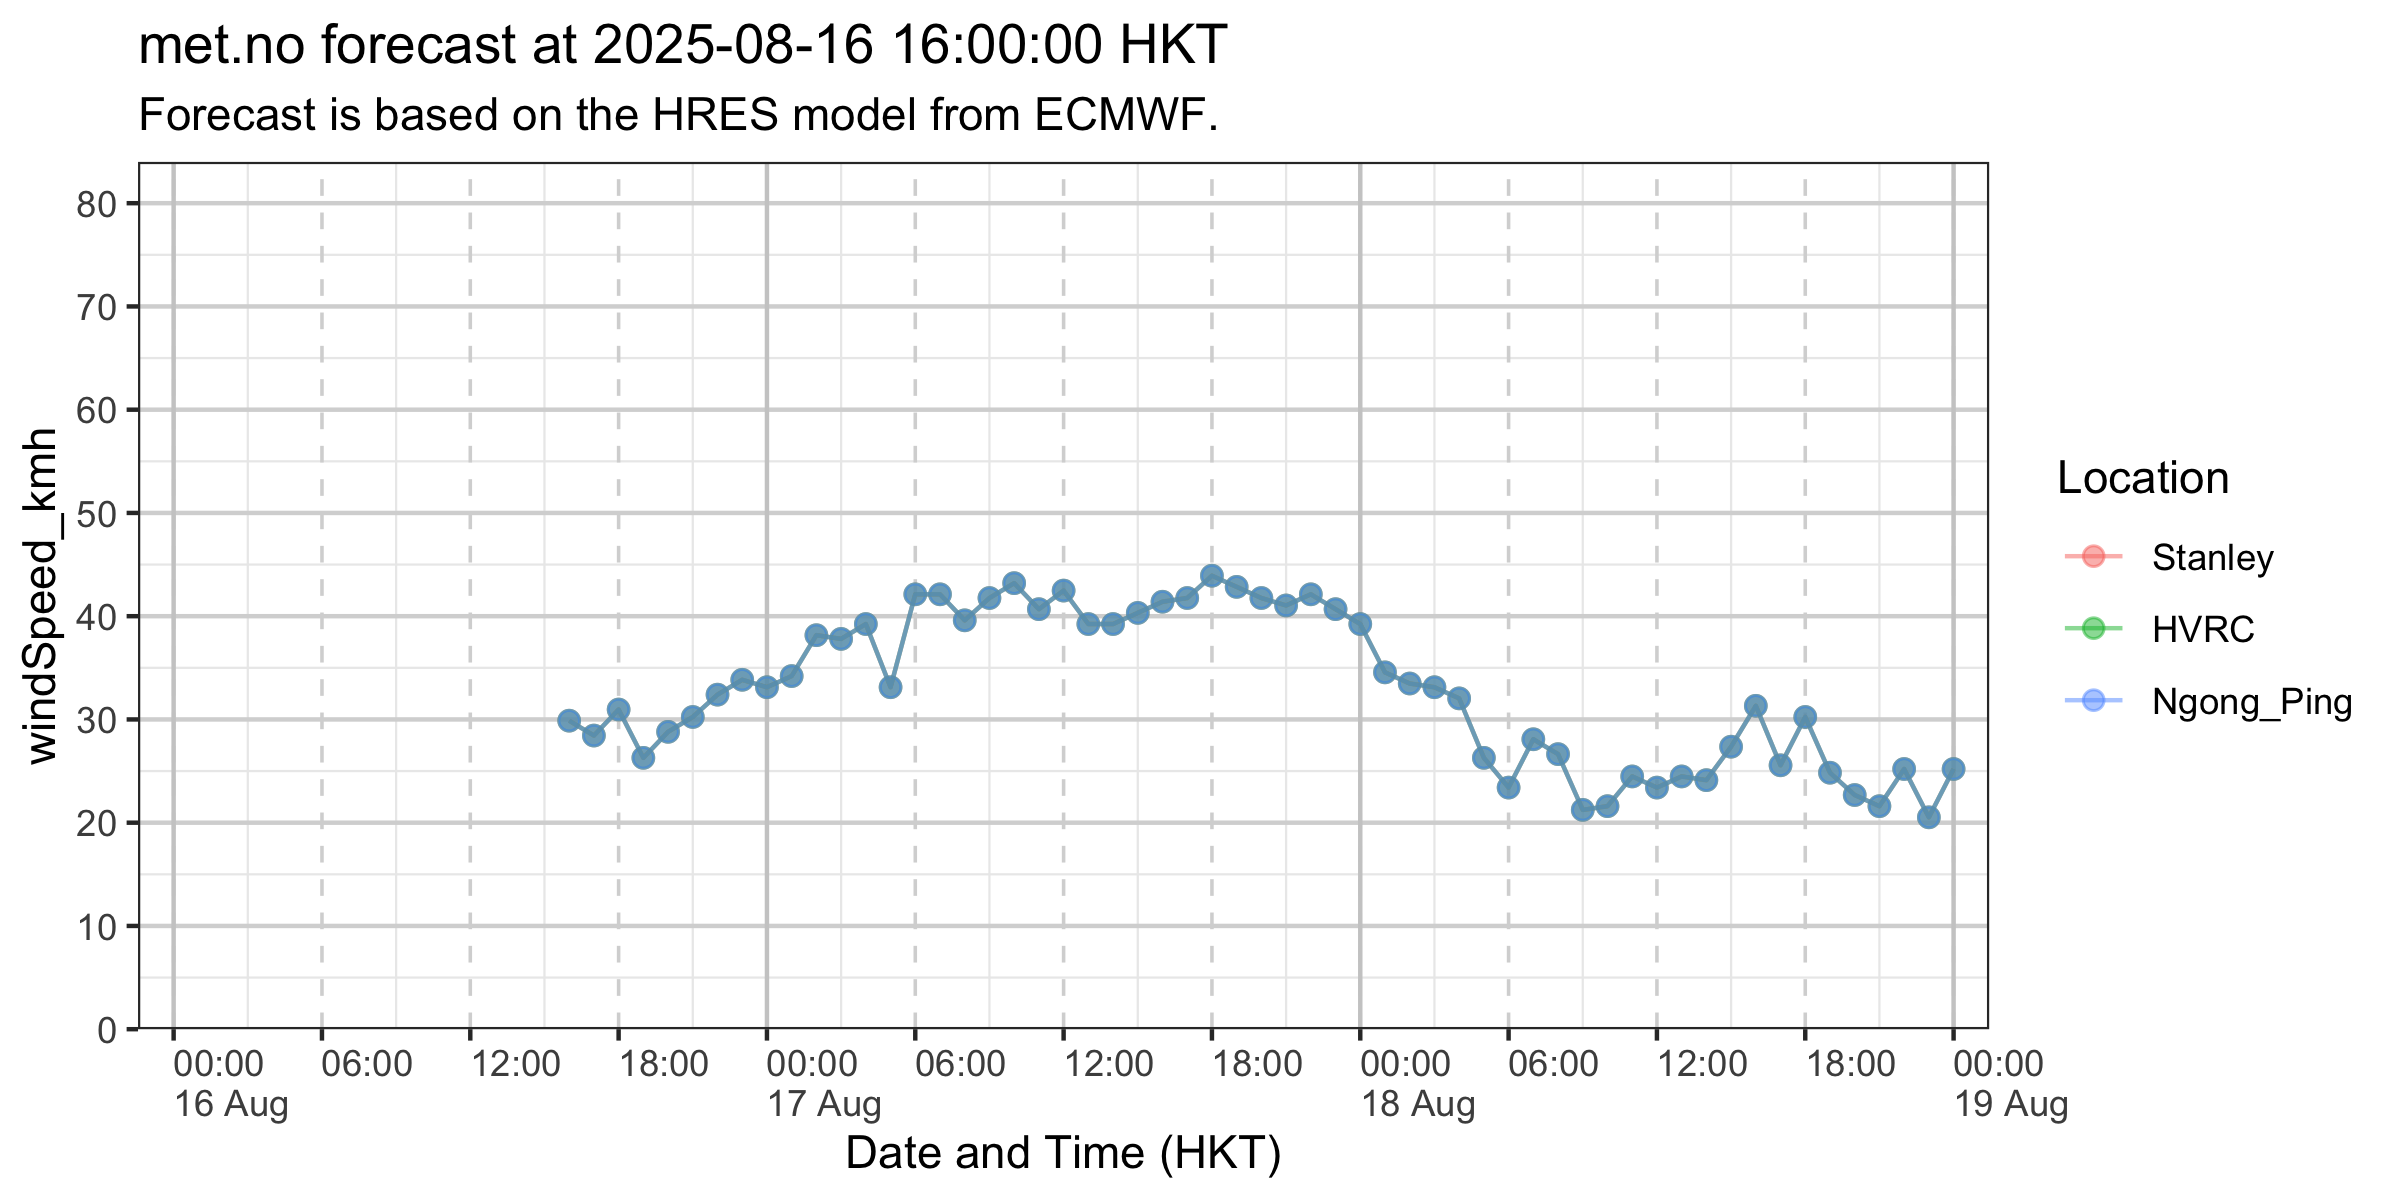 met.no forecast at 2025-08-16 16:00:00 HKT
Forecast is based on the HRES model from ECMWF.
windSpeed_kmh
80
70
60
50
40
30
20
10
0
00:00 06:00 12:00 18:00 00:00 06:00 12:00 18:00 00:00 06:00 12:00 18:00 00:00
16 Aug 17 Aug 18 Aug 19 Aug
Date and Time (HKT)
Location
Stanley
HVRC
Ngong_Ping